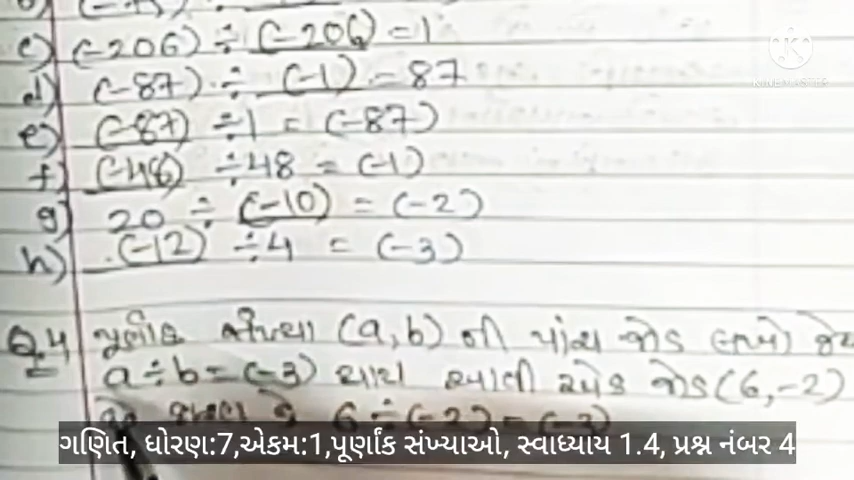 c) (-206) ÷ (-206) = 1
KINEMASTER
d) (-87) ÷ (-1) = 87
e) (-87) ÷ 1 = (-87)
f) (-48) ÷ 48 = (-1)
g) 20 ÷ (-10) = (-2)
h) (-12) ÷ 4 = (-3)
Q.4 પૂર્ણાંક સંખ્યા (a, b) ની પાંચ જોડ લખો જેથી
a ÷ b = (-3) થાય આવી એક જોડ (6, -2)
છે કારણ કે 6 ÷ (-2) = (-3)
ગણિત, ધોરણ:7,એકમ:1,પૂર્ણાંક સંખ્યાઓ, સ્વાધ્યાય 1.4, પ્રશ્ન નંબર 4